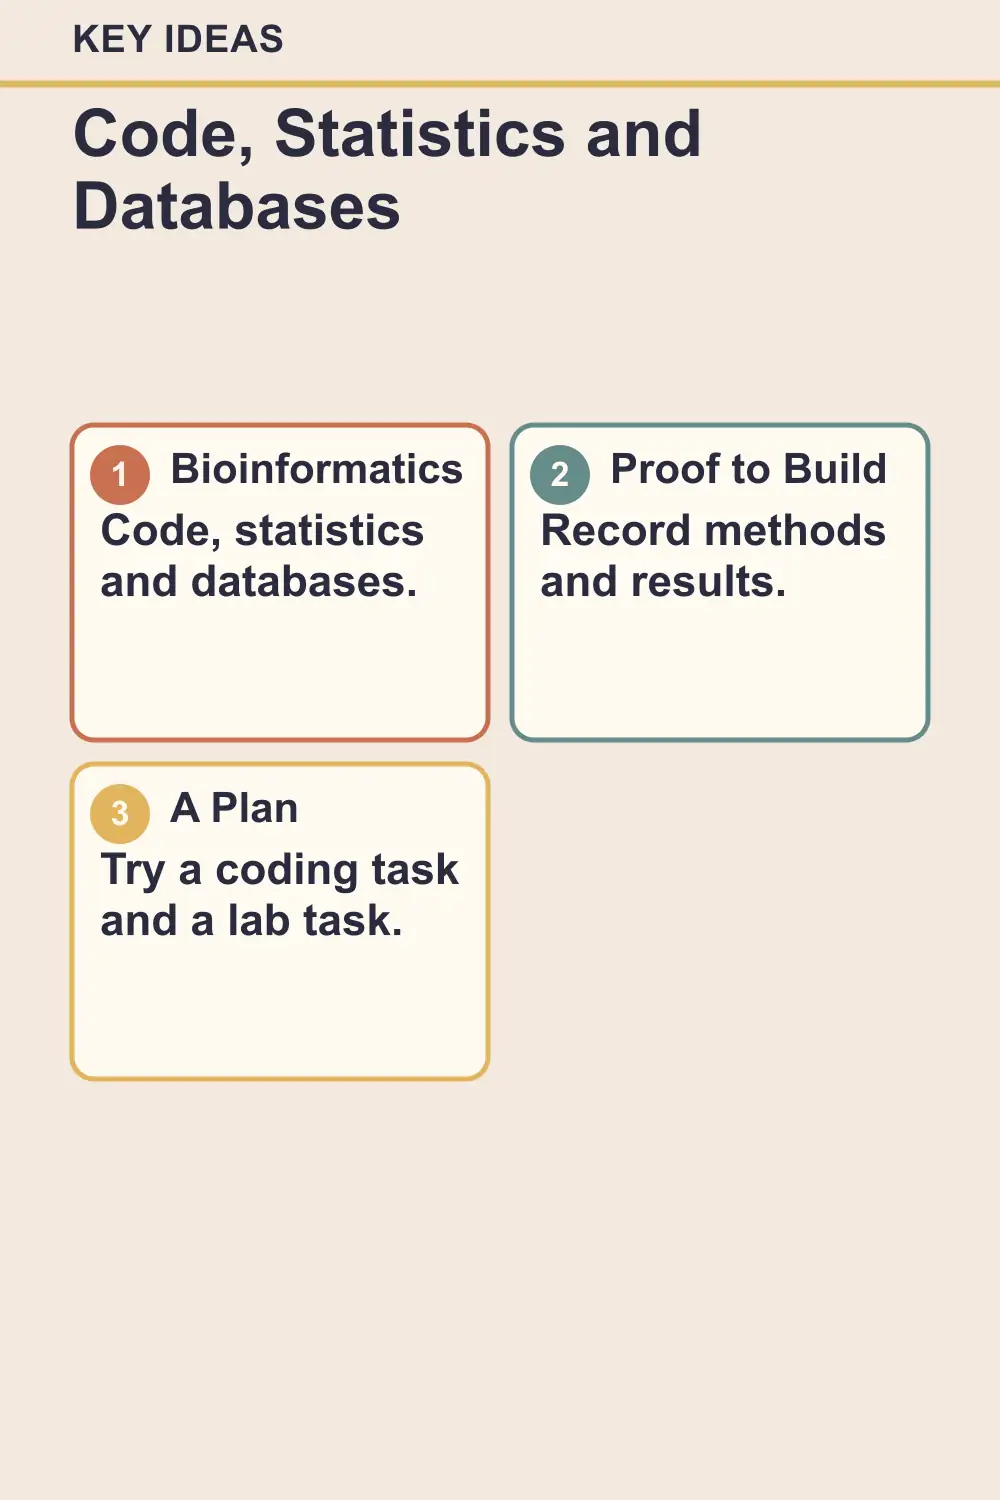 KEY IDEAS
Code, Statistics and
Databases
1 Bioinformatics
Code, statistics
and databases.
2 Proof to Build
Record methods
and results.
3 A Plan
Try a coding task
and a lab task.